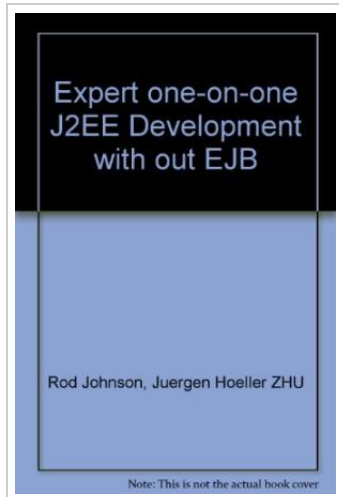 Expert one-on-one
J2EE Development
with out EJB
Rod Johnson, Juergen Hoeller ZHU
Note: This is not the actual book cover